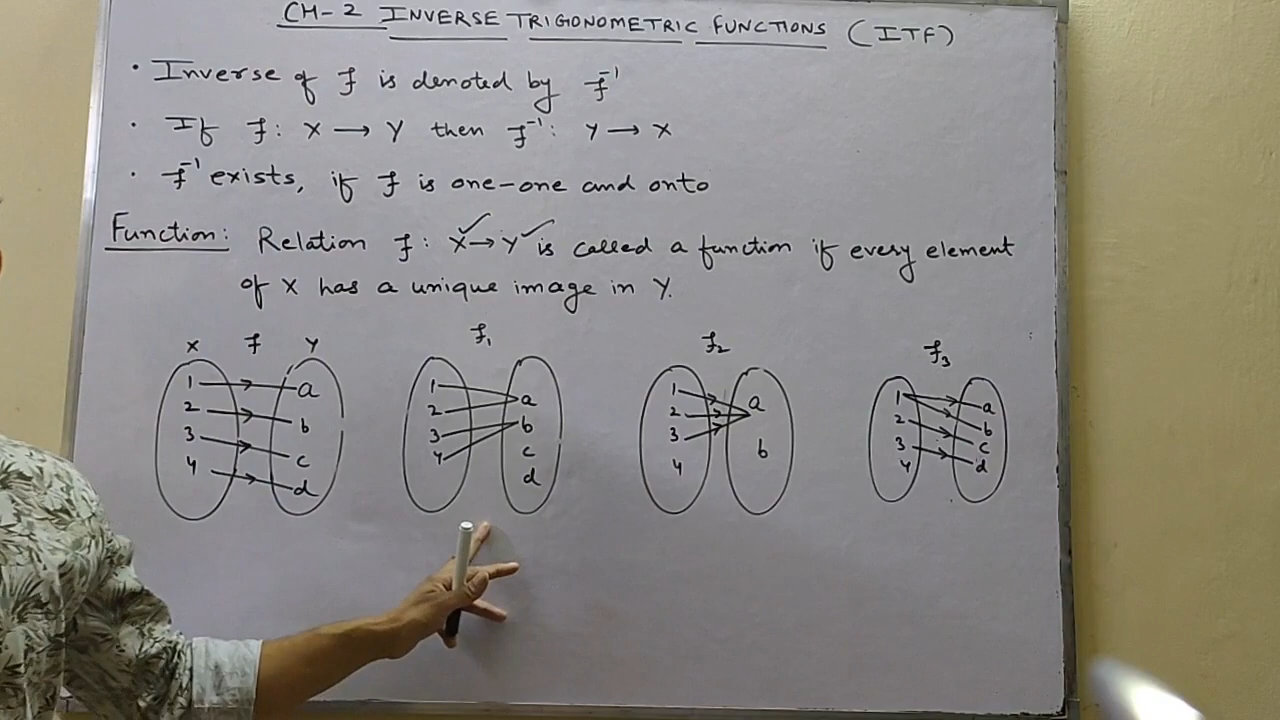 CH-2 INVERSE TRIGONOMETRIC FUNCTIONS (ITF)
• Inverse of f is denoted by f⁻¹
• If f: X → Y then f⁻¹: Y → X
• f⁻¹ exists, if f is one-one and onto
Function: Relation f: X → Y is called a function if every element
of X has a unique image in Y.
X f Y
1 a
2 b
3 c
4 d
f₁
1 a
2 b
3 c
4 d
f₂
1 a
2 b
3
4
f₃
1 a
2 b
3 c
4 d